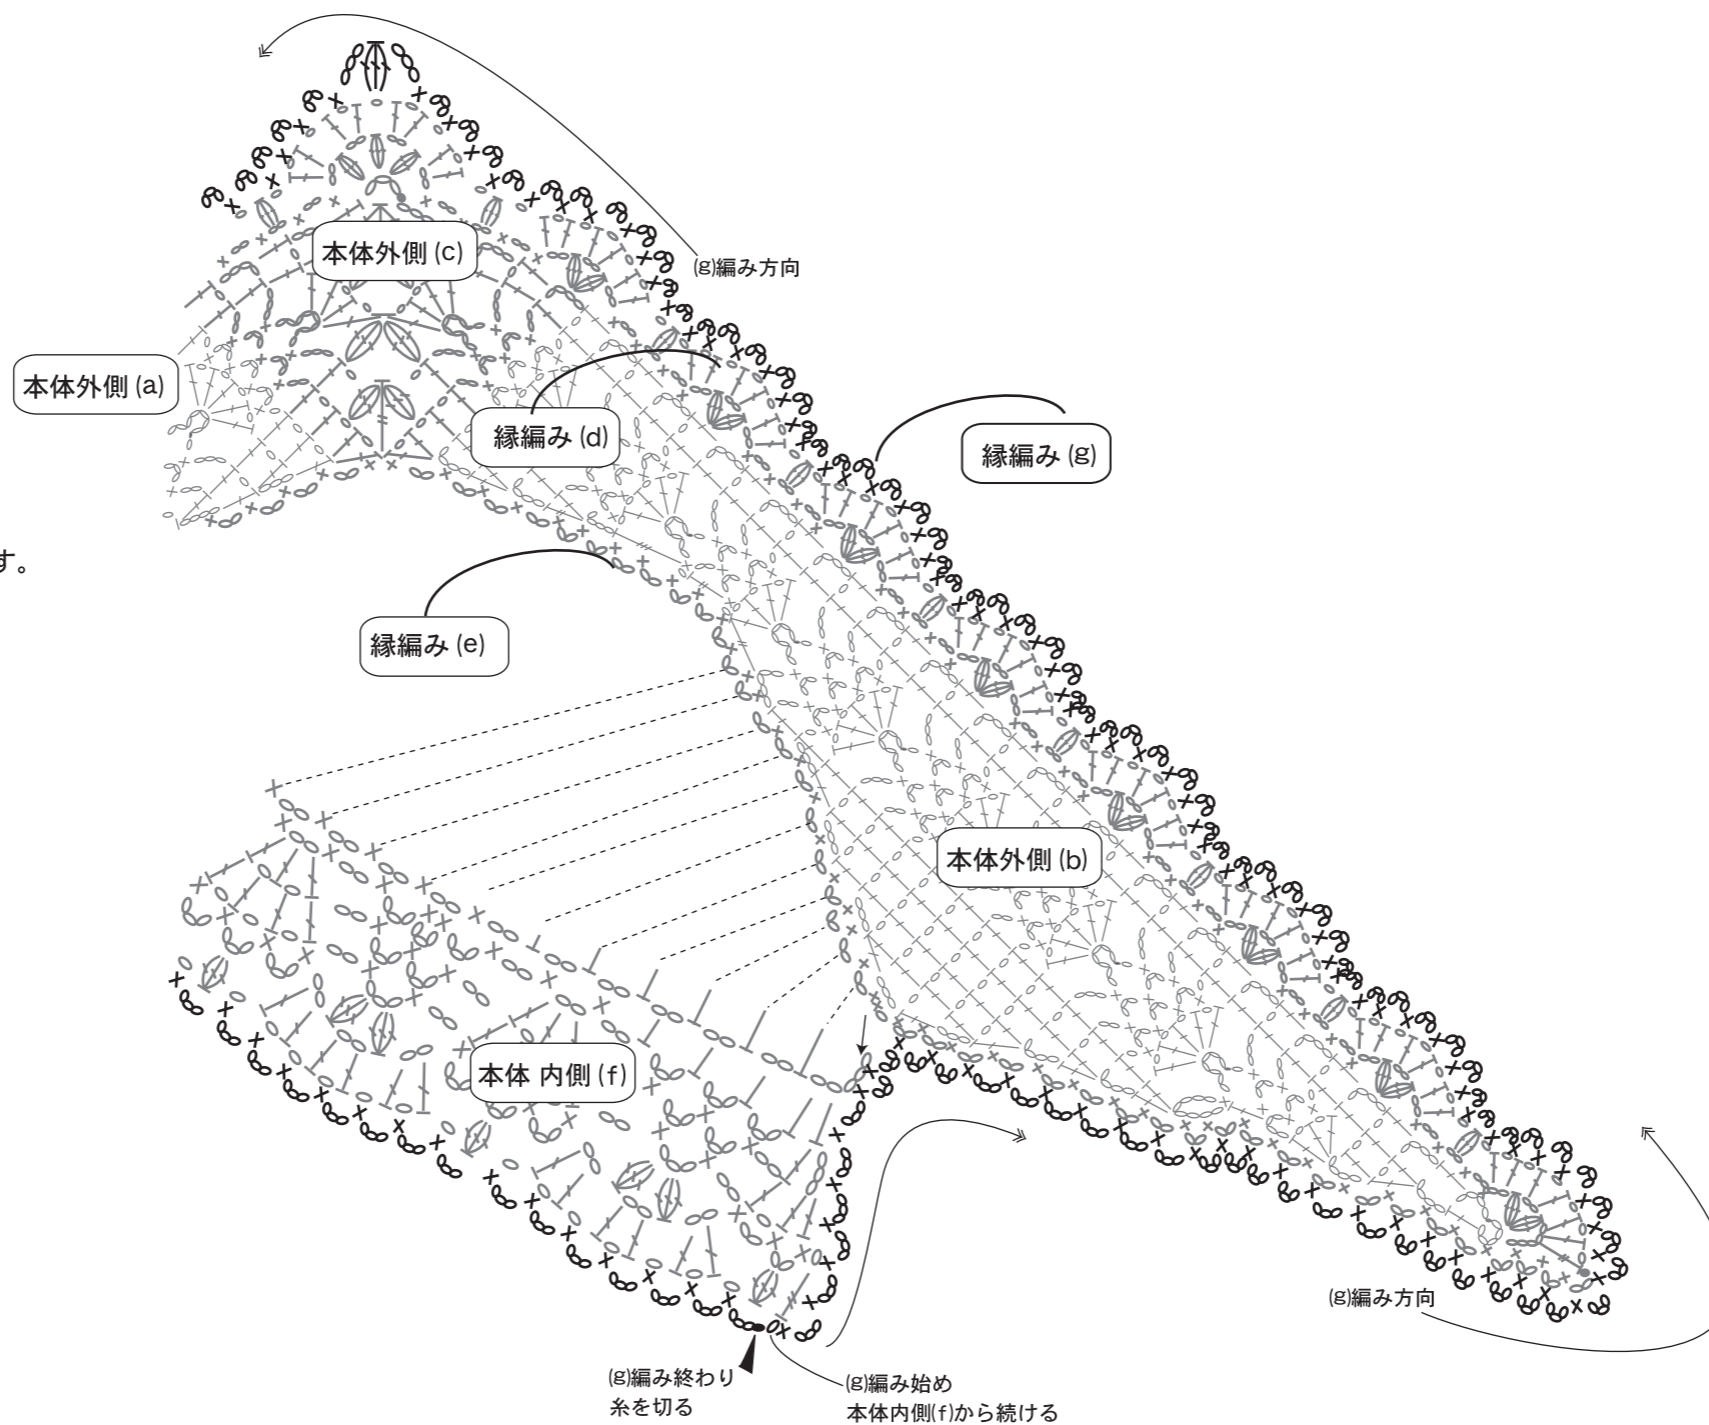 本体外側(c)
(g)編み方向
本体外側(a)
縁編み(d)
縁編み(g)
す。
縁編み(e)
本体外側(b)
本体 内側(f)
(g)編み方向
(g)編み終わり
糸を切る
(g)編み始め
本体内側(f)から続ける